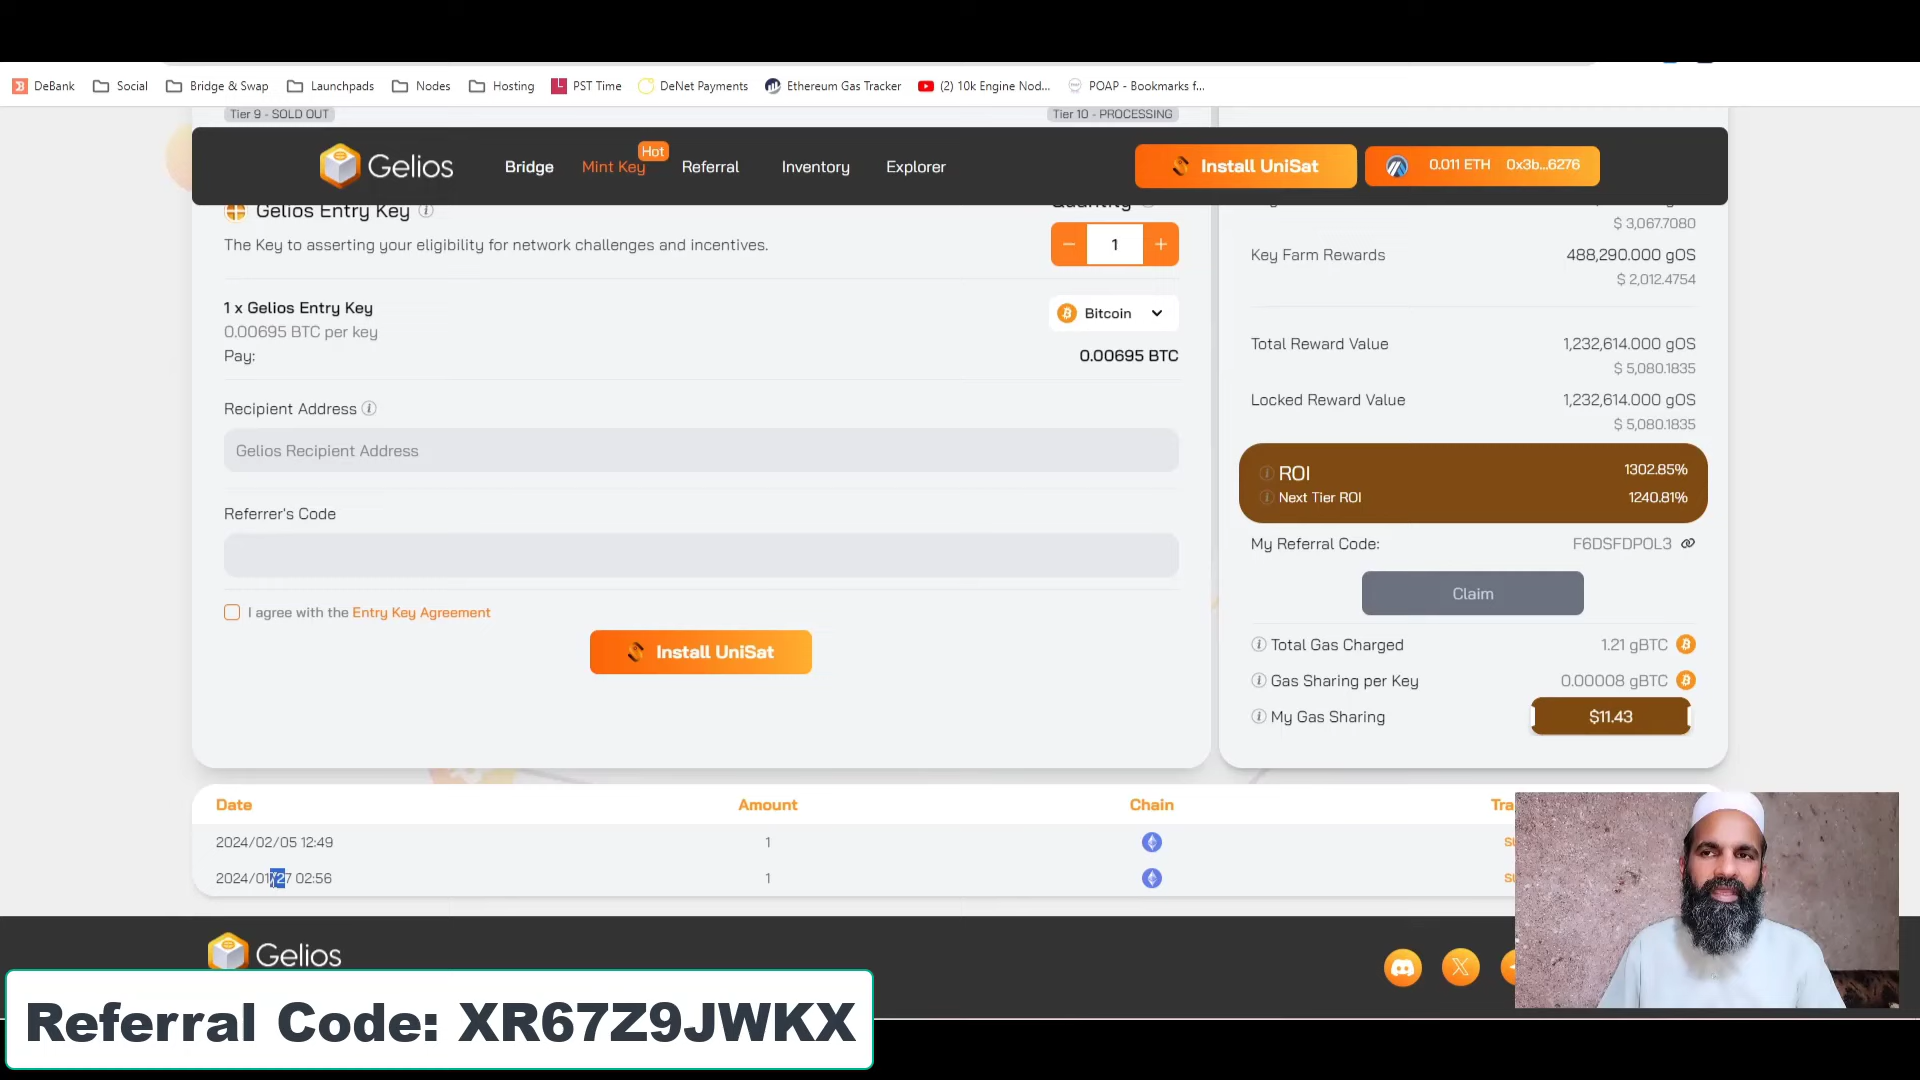 DeBank Social Bridge & Swap Launchpads Nodes Hosting PST Time DeNet Payments Ethereum Gas Tracker (2) 10k Engine Nod... POAP - Bookmarks f...
Tier 9 - SOLD OUT Tier 10 - PROCESSING
Gelios Bridge Mint Key Hot Referral Inventory Explorer Install UniSat 0.011 ETH 0x3b...6276
Gelios Entry Key Quantity
$ 3,067.7080
The Key to asserting your eligibility for network challenges and incentives. 1
Key Farm Rewards 488,290.000 gOS
$ 2,012.4754
1 x Gelios Entry Key
0.00695 BTC per key
Bitcoin
Pay: 0.00695 BTC
Total Reward Value 1,232,614.000 gOS
$ 5,080.1835
Recipient Address
Gelios Recipient Address
Locked Reward Value 1,232,614.000 gOS
$ 5,080.1835
ROI 1302.85%
Next Tier ROI 1240.81%
Referrer's Code
My Referral Code: F6DSFDPOL3
Claim
I agree with the Entry Key Agreement
Install UniSat
Total Gas Charged 1.21 gBTC
Gas Sharing per Key 0.00008 gBTC
My Gas Sharing $11.43
Date Amount Chain Tra
2024/02/05 12:49 1
2024/01/27 02:56 1
Gelios
Referral Code: XR67Z9JWKX